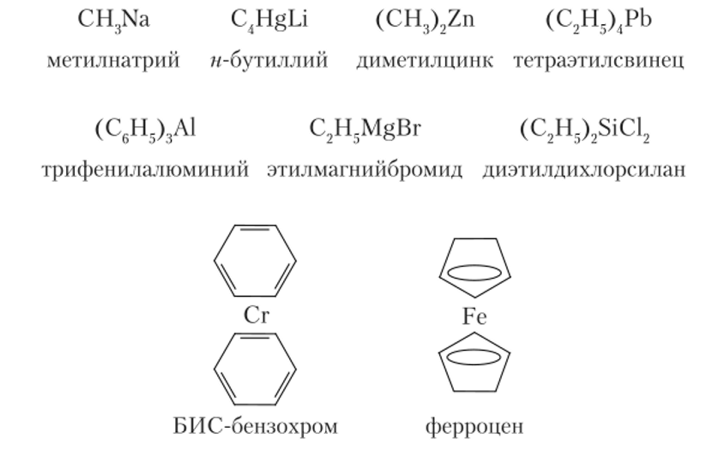 CH₃Na C₄HgLi (CH₃)₂Zn (C₂H₅)₄Pb
метилнатрий н-бутиллий диметилцинк тетраэтилсвинец
(C₆H₅)₃Al C₂H₅MgBr (C₂H₅)₂SiCl₂
трифенилалюминий этилмагнийбромид диэтилдихлорсилан
Cr Fe
БИС-бензохром ферроцен